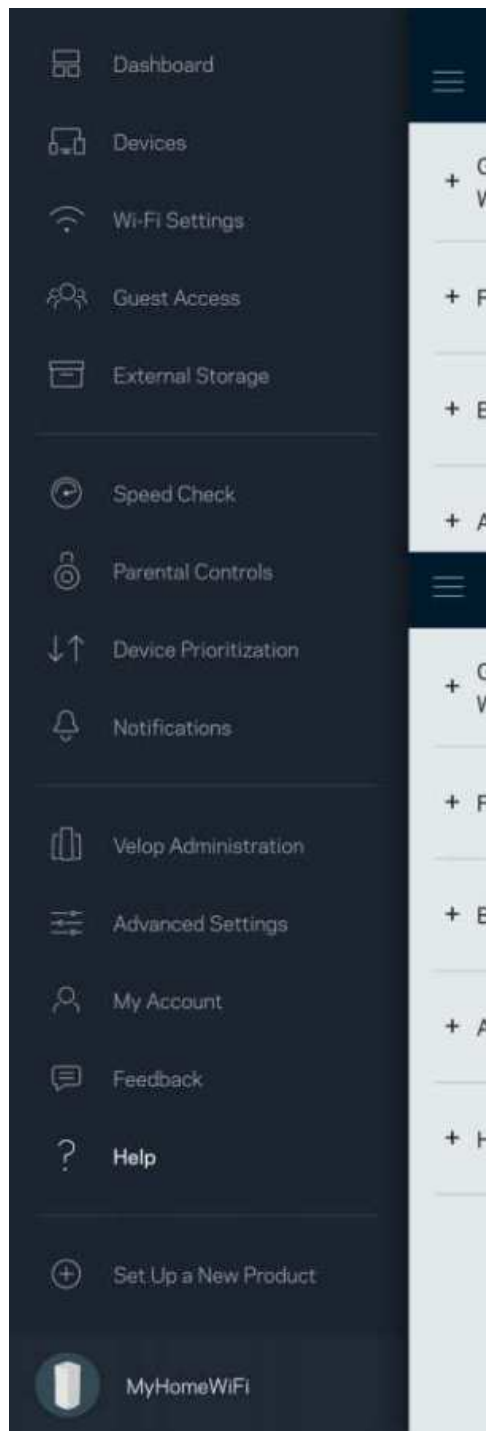 Dashboard
Devices
Wi-Fi Settings
Guest Access
External Storage
Speed Check
Parental Controls
Device Prioritization
Notifications
Velop Administration
Advanced Settings
My Account
Feedback
Help
Set Up a New Product
MyHomeWiFi